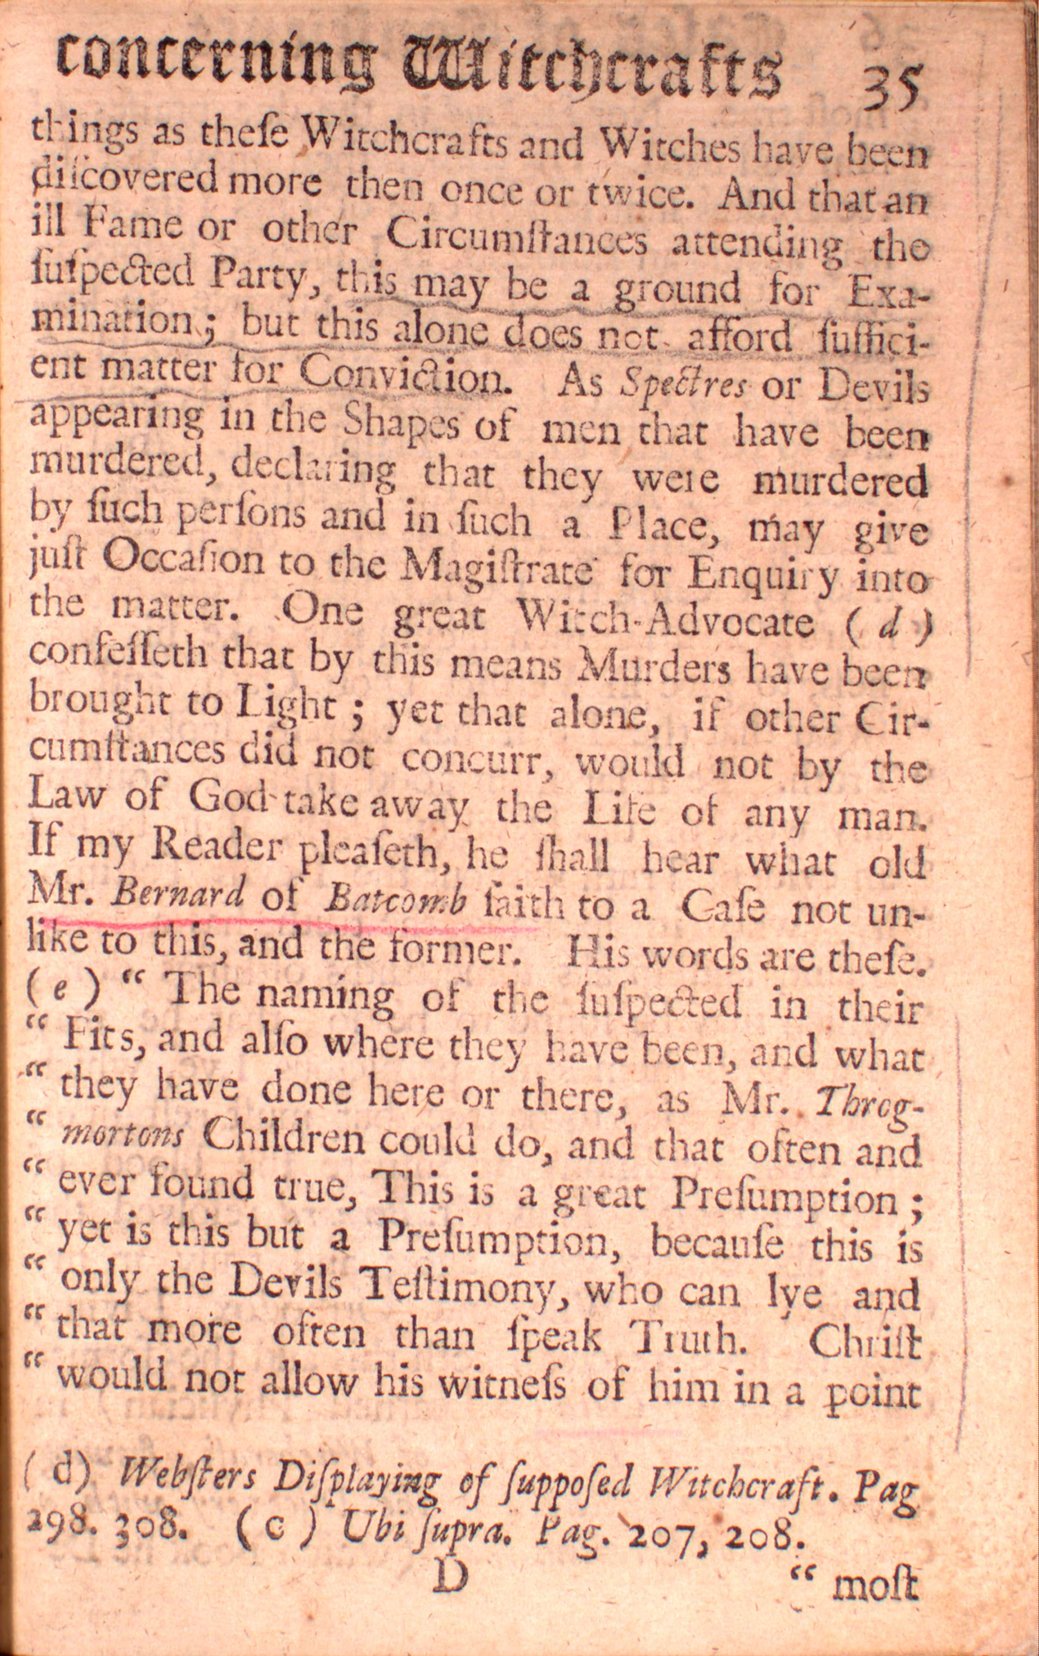 concerning Witchcrafts 35
things as theſe Witchcrafts and Witches have been
diſcovered more then once or twice. And that an
ill Fame or other Circumſtances attending the
ſuſpected Party, this may be a ground for Exa-
mination; but this alone does not afford ſuffici-
ent matter for Conviction. As Spectres or Devils
appearing in the Shapes of men that have been
murdered, declaring that they were murdered
by ſuch perſons and in ſuch a Place, may give
juſt Occaſion to the Magiſtrate for Enquiry into
the matter. One great Witch-Advocate (d)
confeſſeth that by this means Murders have been
brought to Light; yet that alone, if other Cir-
cumſtances did not concurr, would not by the
Law of God take away the Life of any man.
If my Reader pleaſeth, he ſhall hear what old
Mr. Bernard of Batcomb ſaith to a Caſe not un-
like to this, and the former. His words are theſe.
(e) “ The naming of the ſuſpected in their
“ Fits, and alſo where they have been, and what
“ they have done here or there, as Mr. Throg-
“ mortons Children could do, and that often and
“ ever found true, This is a great Preſumption;
“ yet is this but a Preſumption, becauſe this is
“ only the Devils Teſtimony, who can lye and
“ that more often than ſpeak Truth. Chriſt
“ would not allow his witneſs of him in a point
(d) Webſters Diſplaying of ſuppoſed Witchcraft. Pag
298. 308. (e) Ubi ſupra. Pag. 207, 208.
D “ moſt